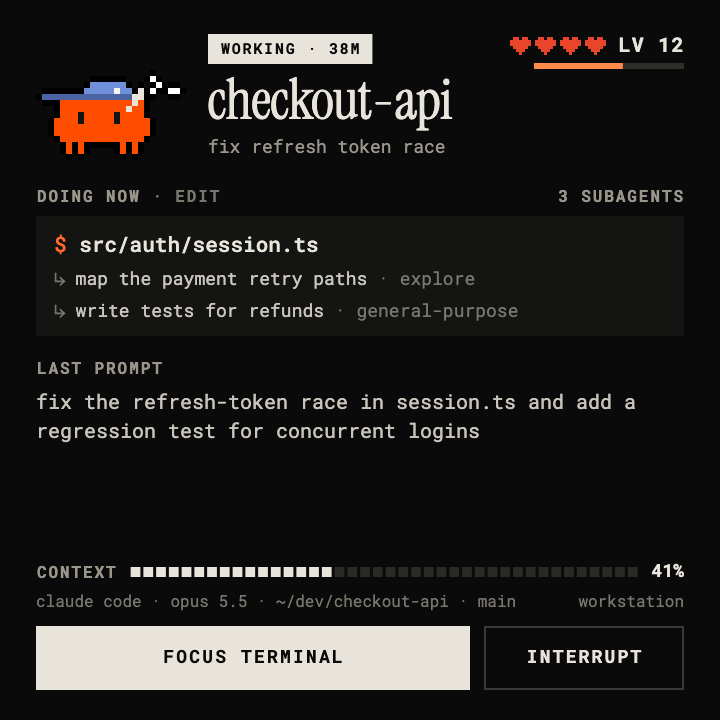 WORKING · 38M
LV 12
checkout-api
fix refresh token race
DOING NOW · EDIT
3 SUBAGENTS
$ src/auth/session.ts
↳ map the payment retry paths · explore
↳ write tests for refunds · general-purpose
LAST PROMPT
fix the refresh-token race in session.ts and add a
regression test for concurrent logins
CONTEXT 41%
claude code · opus 5.5 · ~/dev/checkout-api · main
workstation
FOCUS TERMINAL
INTERRUPT